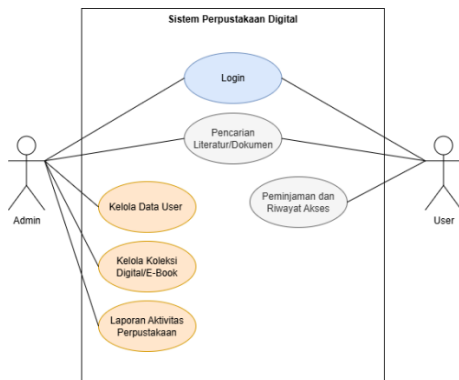 Sistem Perpustakaan Digital
Login
Pencarian
Literatur/Dokumen
Kelola Data User
Peminjaman dan
Riwayat Akses
Admin
User
Kelola Koleksi
Digital/E-Book
Laporan Aktivitas
Perpustakaan